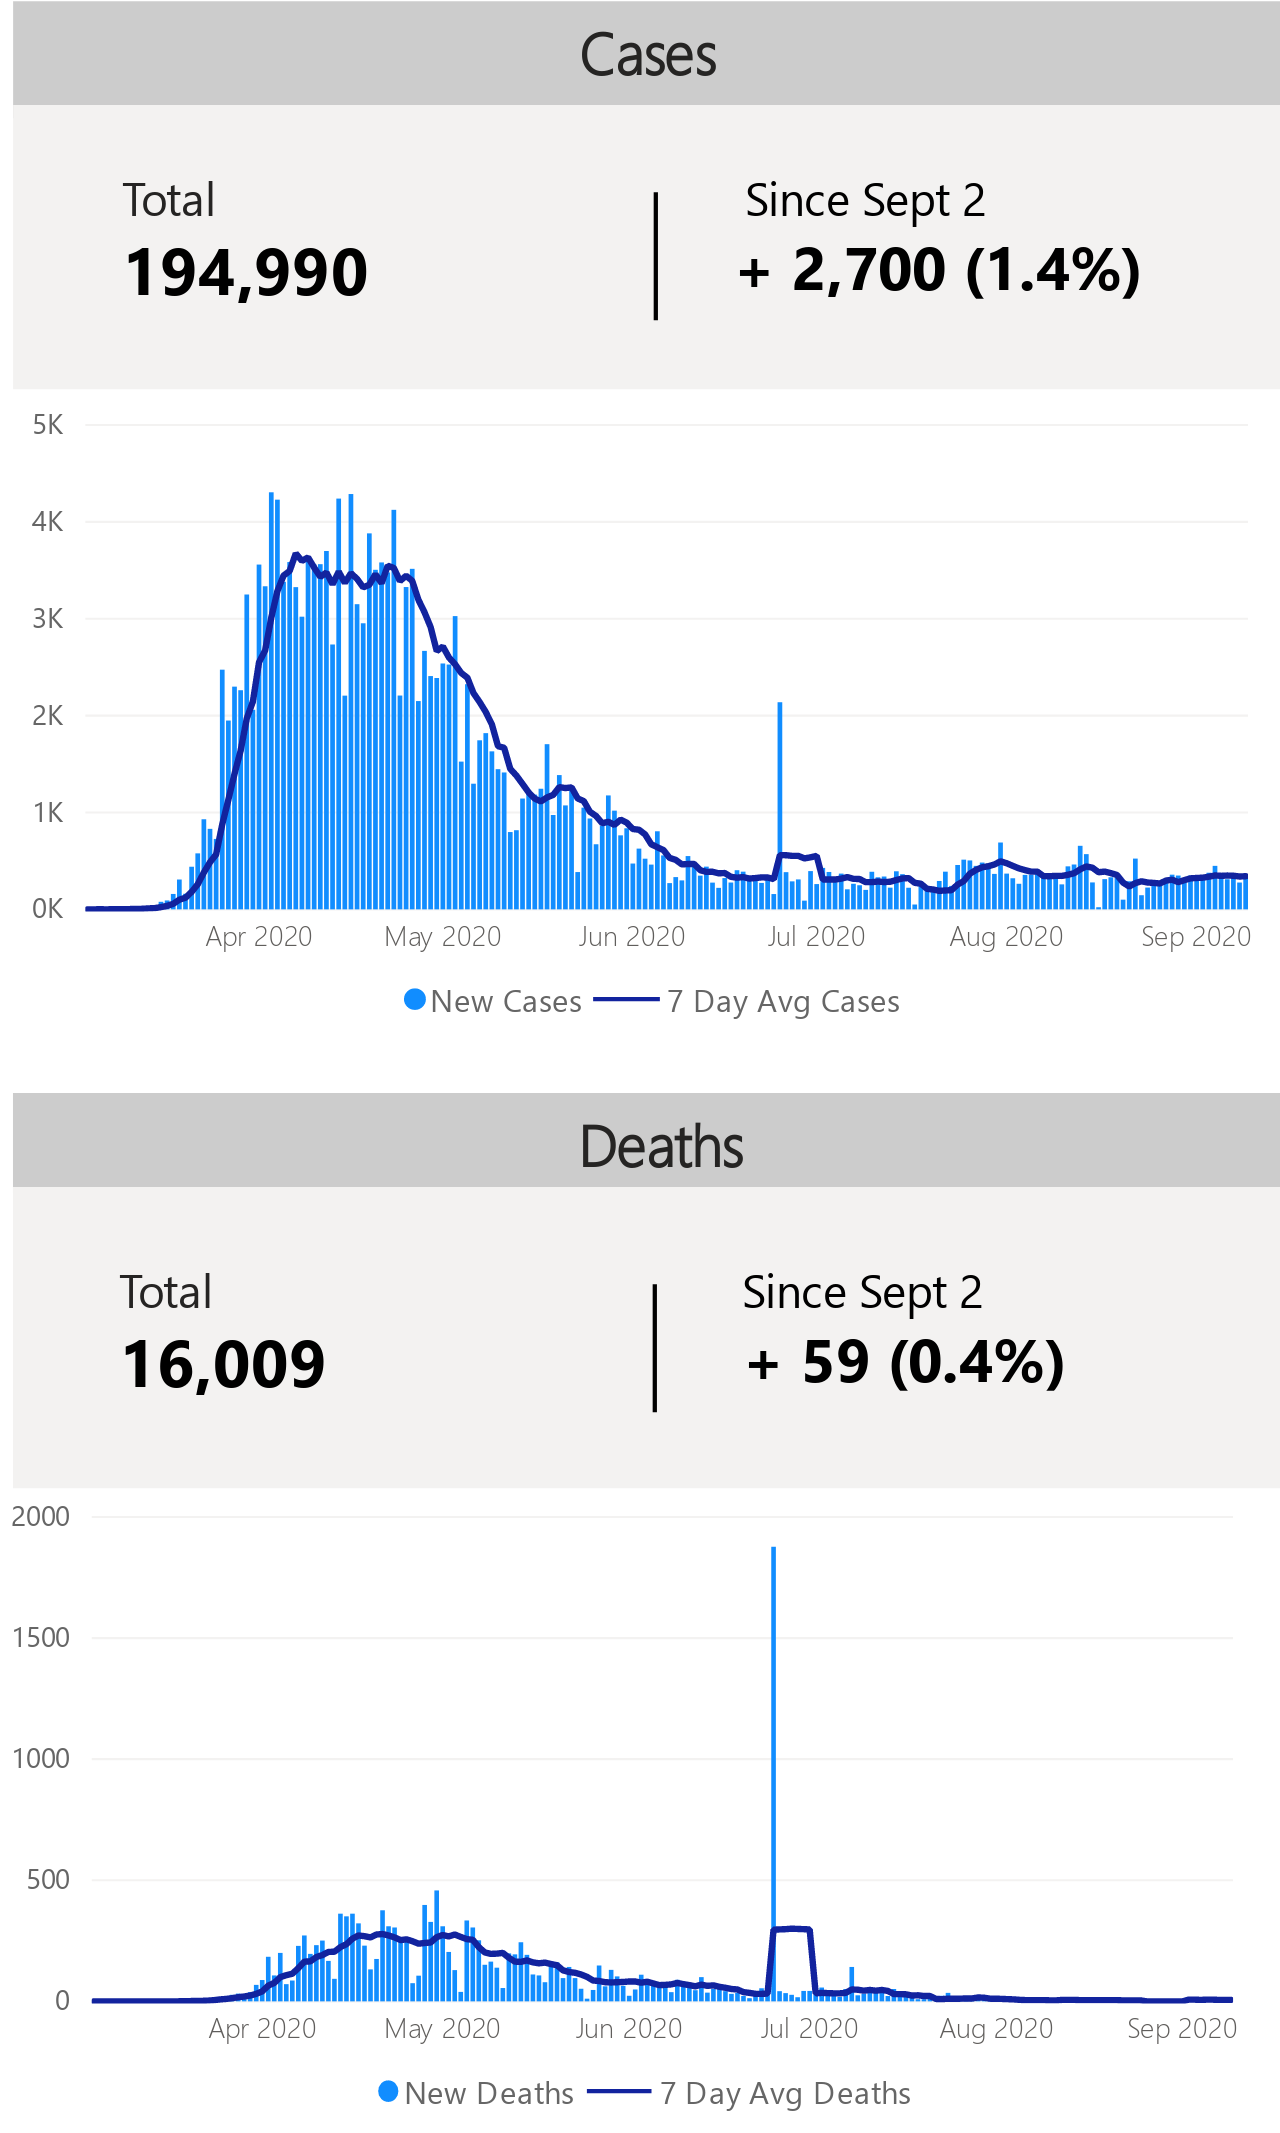 Cases
Total
194,990
Since Sept 2
+ 2,700 (1.4%)
5K
4K
3K
2K
1K
0K
Apr 2020 May 2020 Jun 2020 Jul 2020 Aug 2020 Sep 2020
New Cases 7 Day Avg Cases
Deaths
Total
16,009
Since Sept 2
+ 59 (0.4%)
2000
1500
1000
500
0
Apr 2020 May 2020 Jun 2020 Jul 2020 Aug 2020 Sep 2020
New Deaths 7 Day Avg Deaths